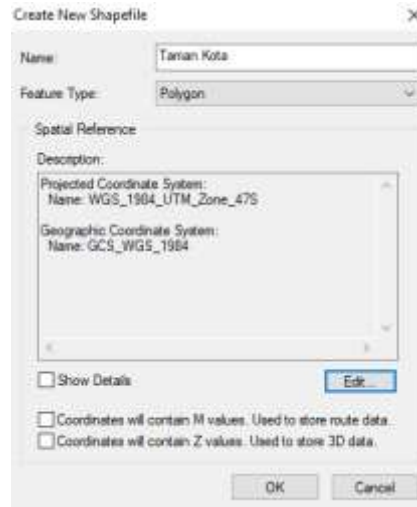 Create New Shapefile
Name: Taman Kota
Feature Type: Polygon
Spatial Reference
Description:
Projected Coordinate System:
Name: WGS_1984_UTM_Zone_47S
Geographic Coordinate System:
Name: GCS_WGS_1984
Show Details
Edit...
Coordinates will contain M values. Used to store route data.
Coordinates will contain Z values. Used to store 3D data.
OK Cancel